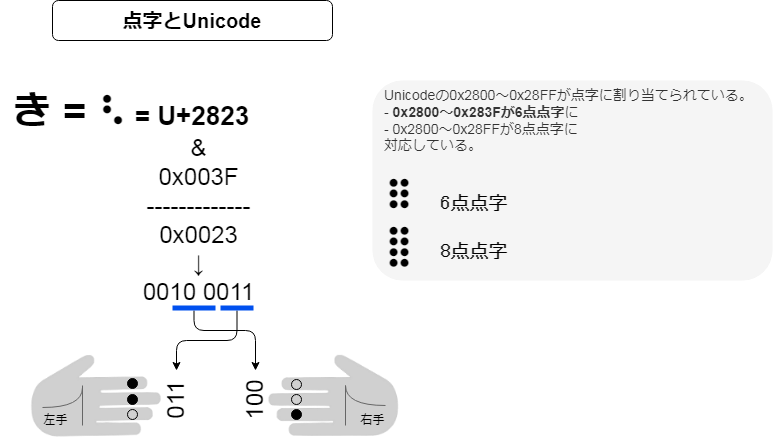 点字とUnicode
き = ⠣ = U+2823
&
0x003F
-------------
0x0023
↓
0010 0011
011
100
左手
右手
Unicodeの0x2800～0x28FFが点字に割り当てられている。
- 0x2800～0x283Fが6点点字に
- 0x2800～0x28FFが8点点字に
対応している。
6点点字
8点点字